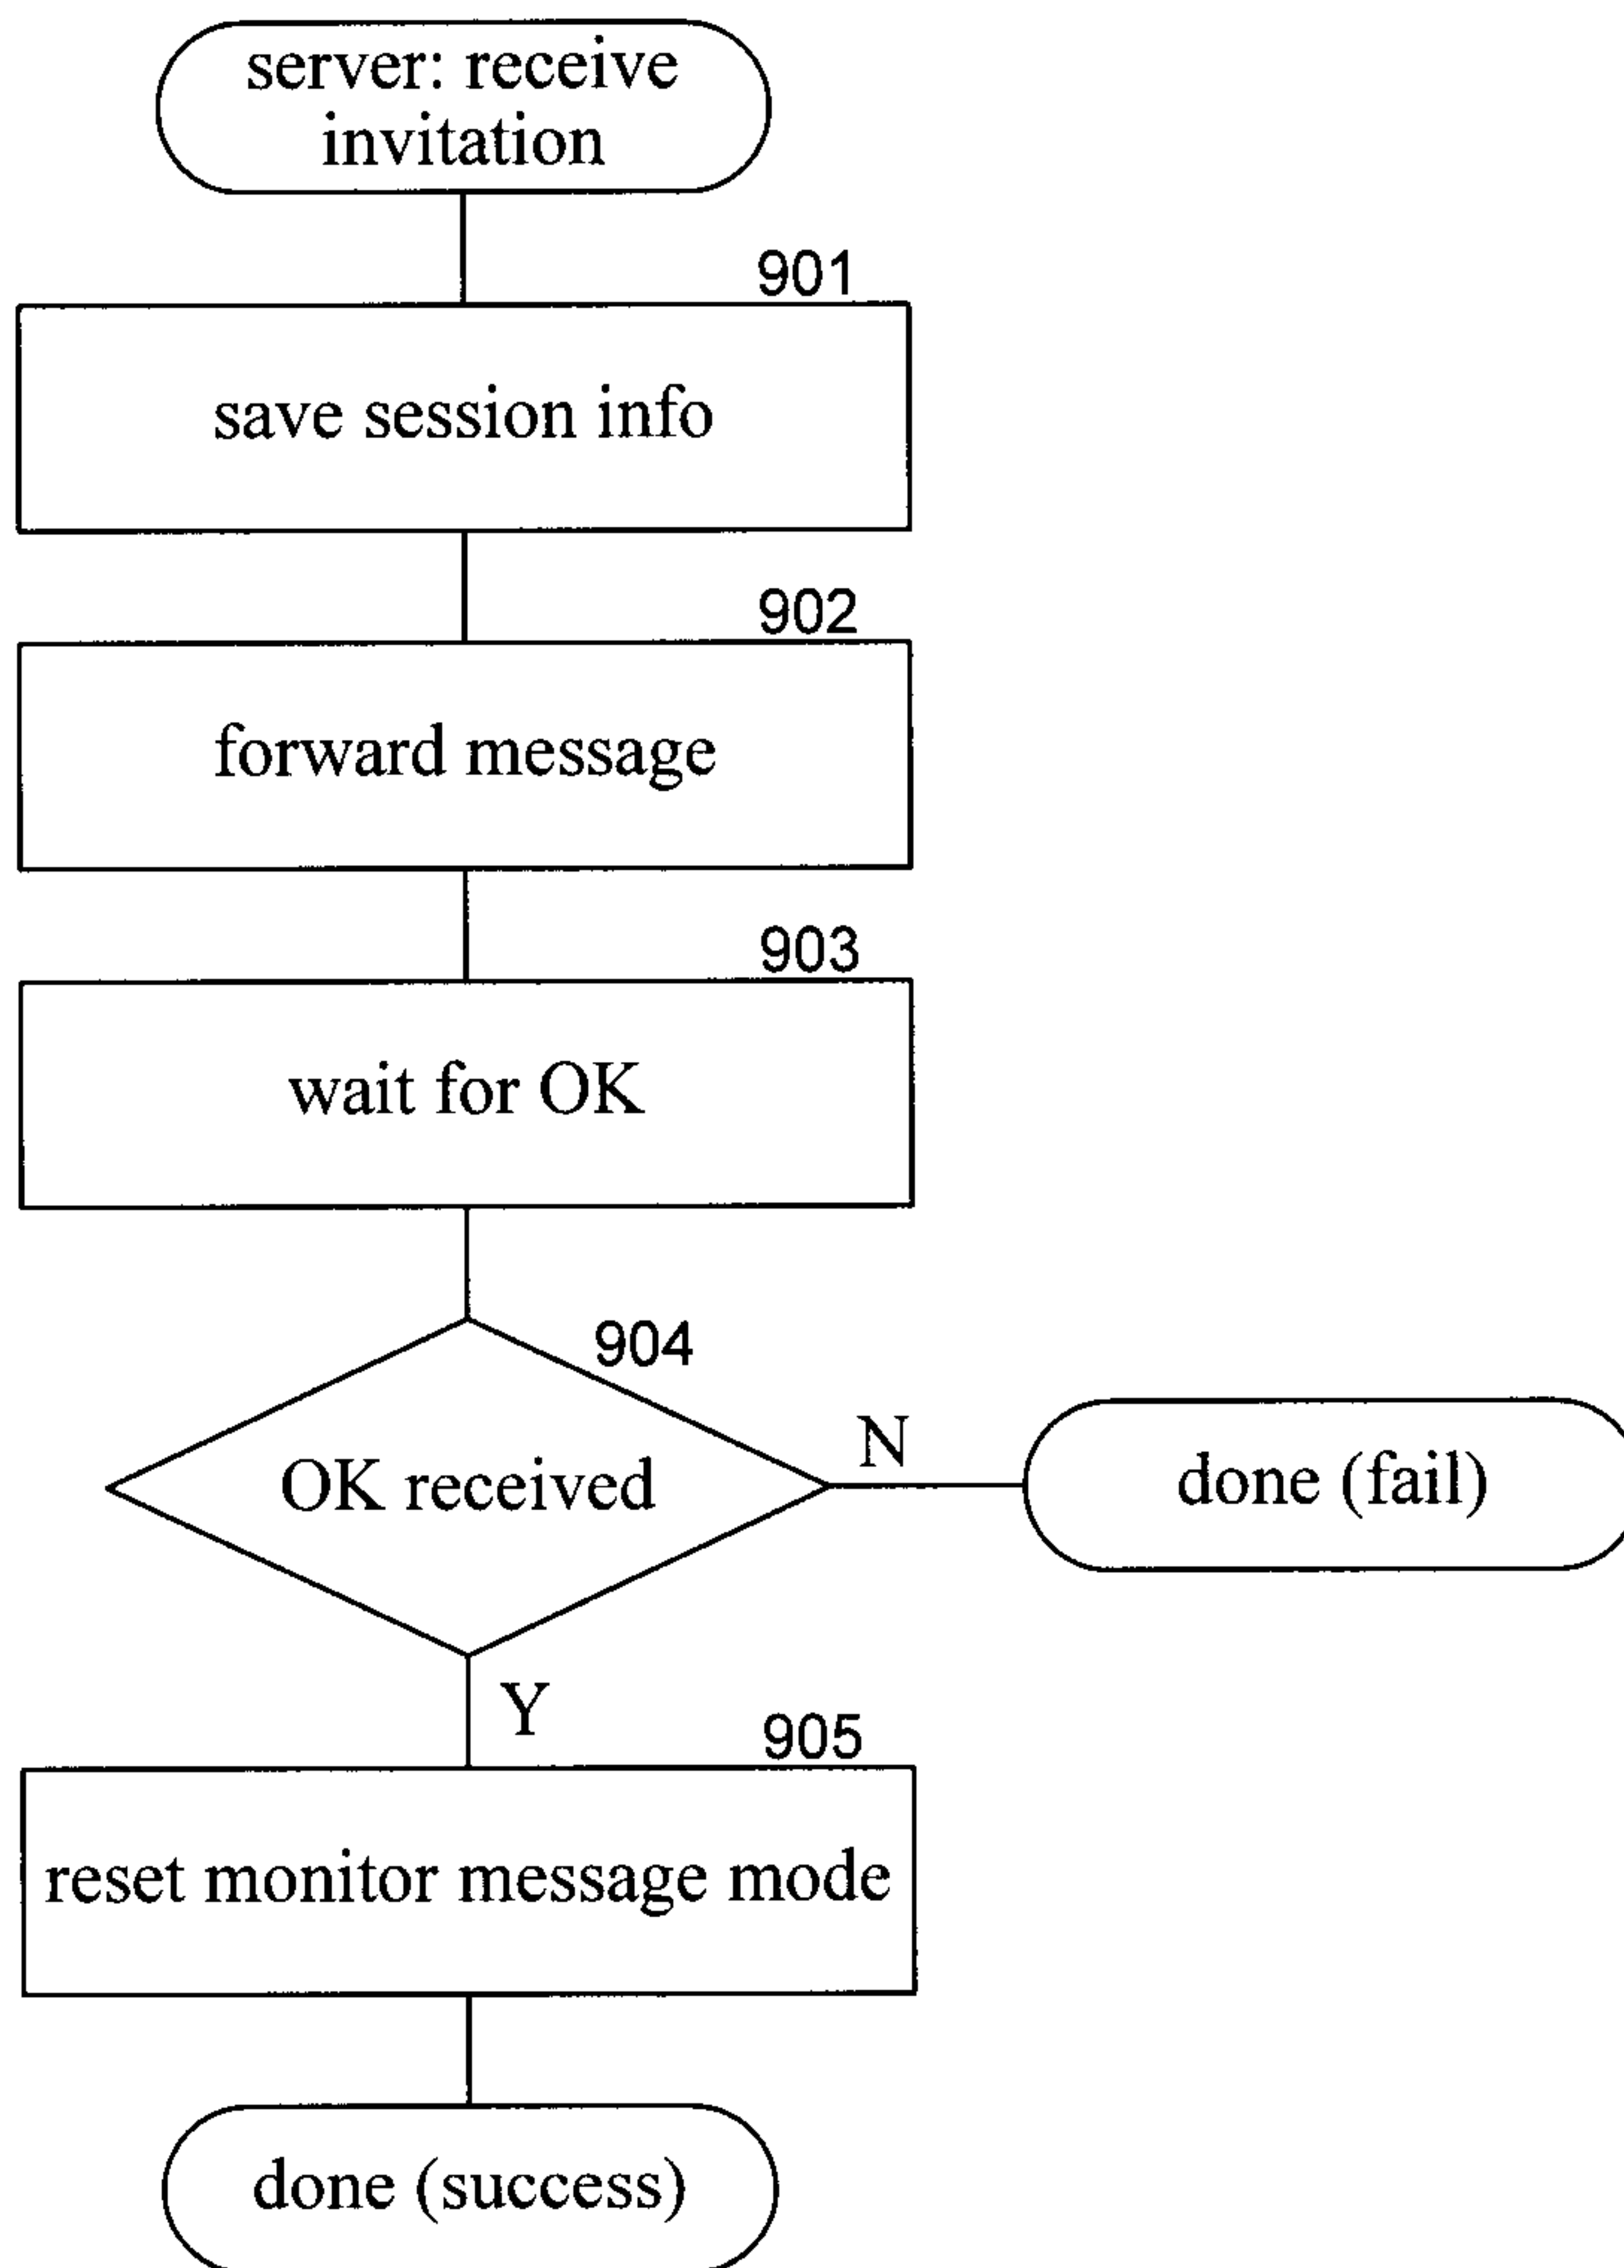 server: receive
invitation
901
save session info
902
forward message
903
wait for OK
904
OK received
N
done (fail)
Y
905
reset monitor message mode
done (success)